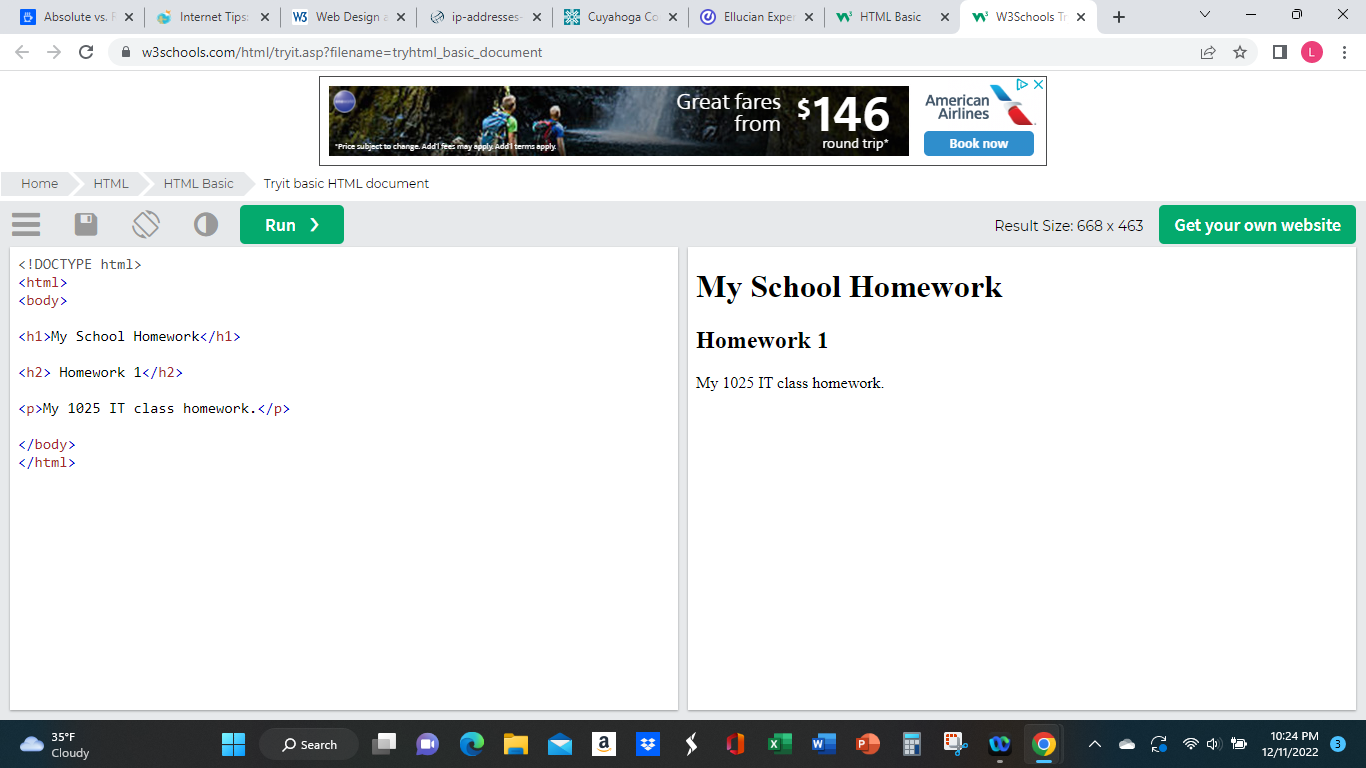 Absolute vs. F
Internet Tips:
W3 Web Design a
ip-addresses-
Cuyahoga Co
Ellucian Exper
HTML Basic
W3Schools Tr
w3schools.com/html/tryit.asp?filename=tryhtml_basic_document
L
Great fares
from
$146
round trip*
*Price subject to change. Add'l fees may apply. Add'l terms apply.
American
Airlines
Book now
Home
HTML
HTML Basic
Tryit basic HTML document
Run ❯
Result Size: 668 x 463
Get your own website
<!DOCTYPE html>
<html>
<body>
<h1>My School Homework</h1>
<h2> Homework 1</h2>
<p>My 1025 IT class homework.</p>
</body>
</html>
My School Homework
Homework 1
My 1025 IT class homework.
35°F
Cloudy
Search
10:24 PM
12/11/2022
3